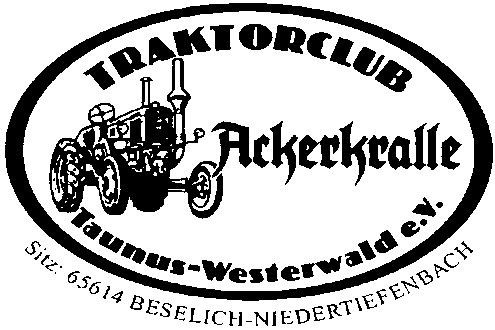 TRAKTORCLUB
Ackerkralle
Taunus-Westerwald e.V.
Sitz: 65614 BESELICH-NIEDERTIEFENBACH